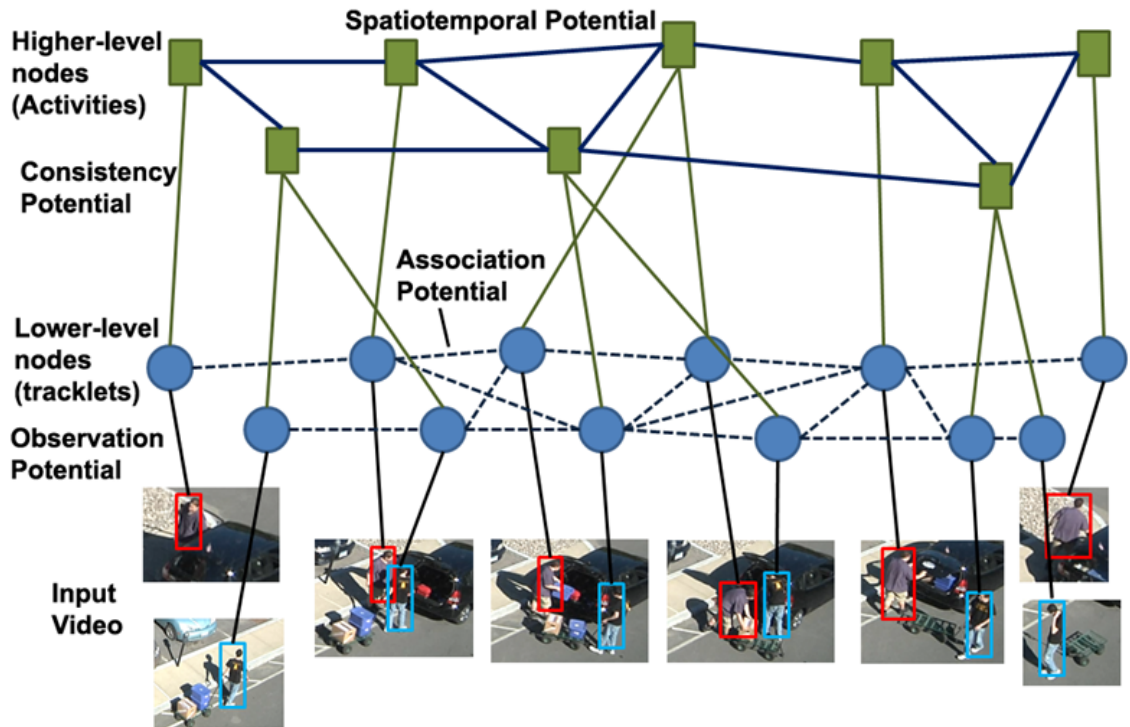 Spatiotemporal Potential
Higher-level
nodes
(Activities)
Consistency
Potential
Association
Potential
Lower-level
nodes
(tracklets)
Observation
Potential
Input
Video